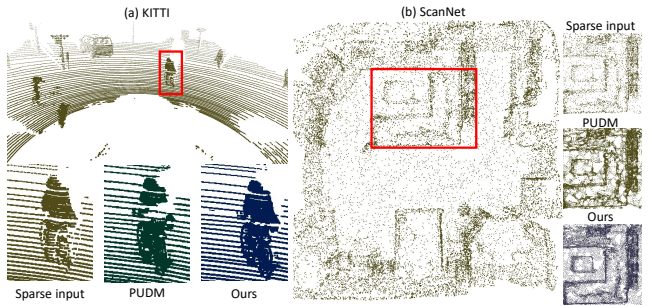 (a) KITTI
(b) ScanNet
Sparse input
PUDM
Ours
Sparse input
PUDM
Ours